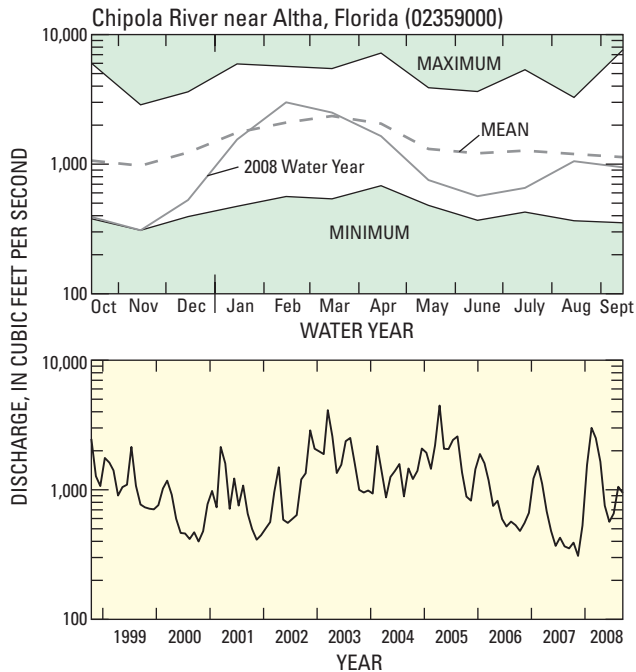 Chipola River near Altha, Florida (02359000)
DISCHARGE, IN CUBIC FEET PER SECOND
10,000
1,000
100
MAXIMUM
MEAN
2008 Water Year
MINIMUM
Oct Nov Dec Jan Feb Mar Apr May June July Aug Sept
WATER YEAR
10,000
1,000
100
1999 2000 2001 2002 2003 2004 2005 2006 2007 2008
YEAR